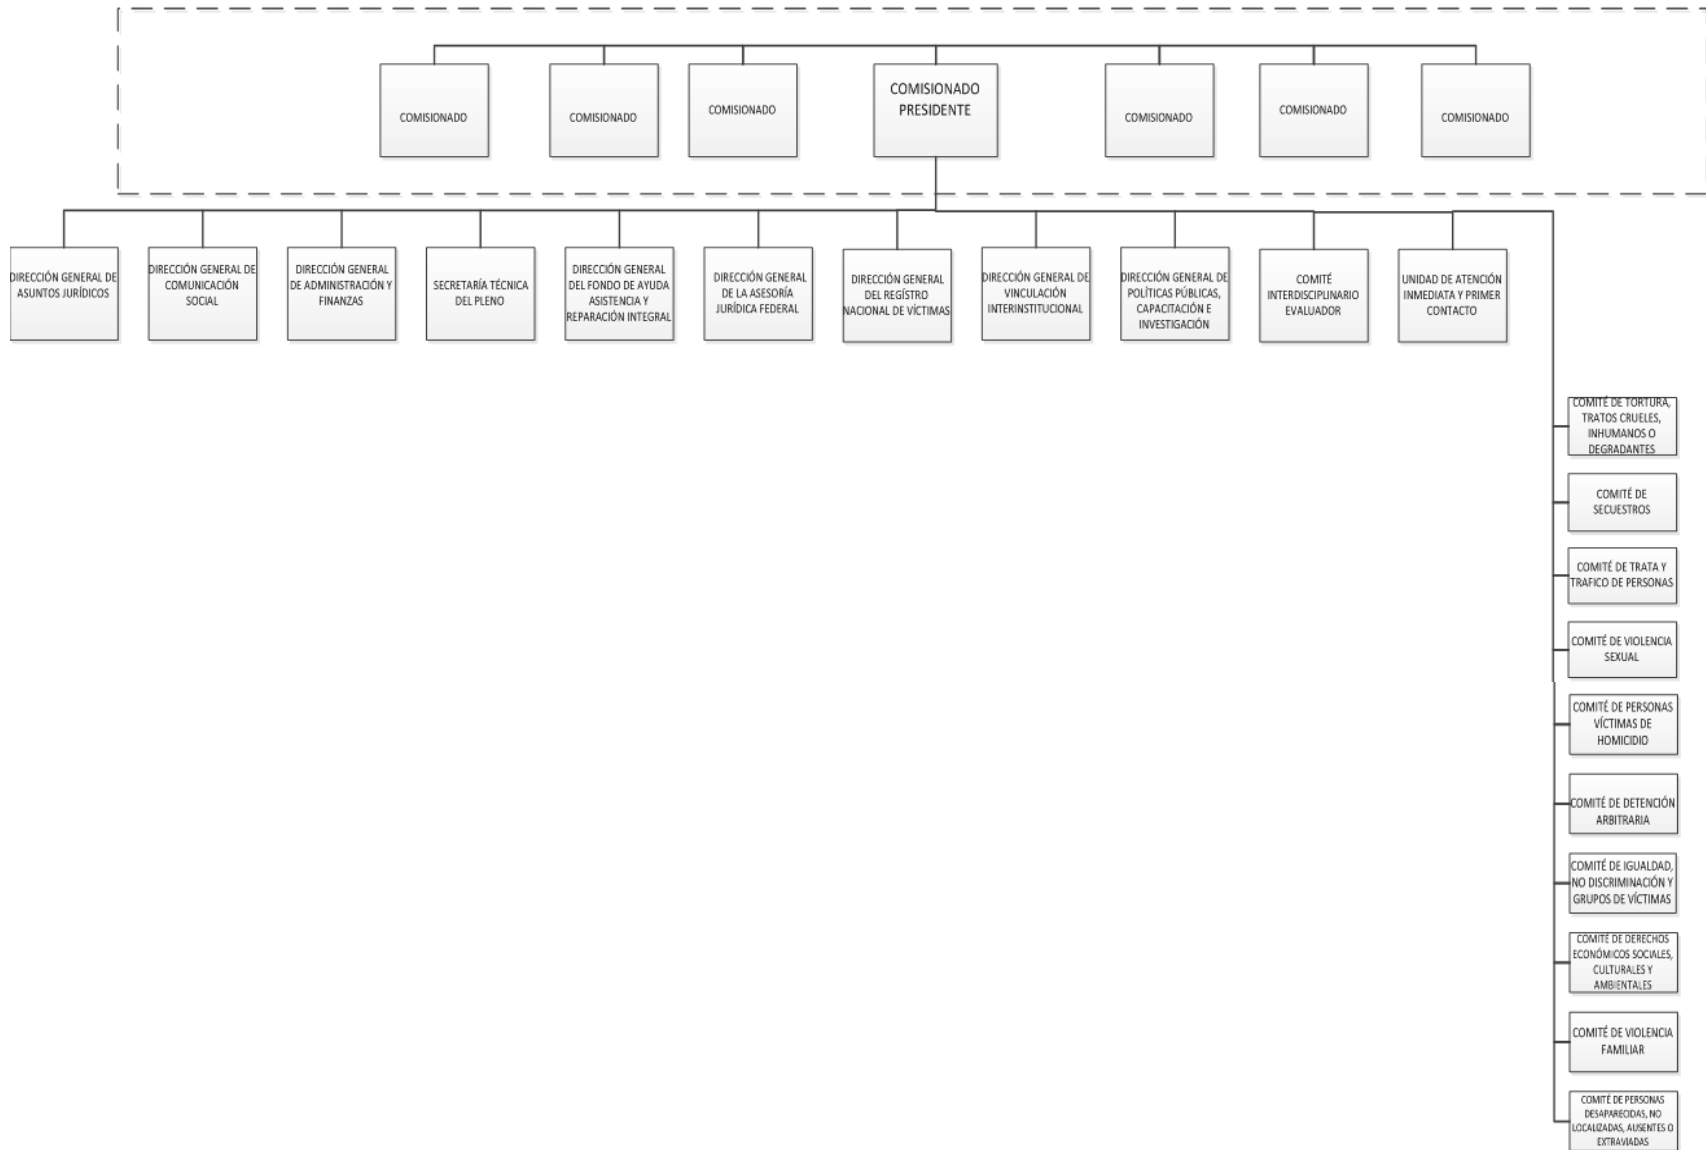 COMISIONADO
COMISIONADO
COMISIONADO
COMISIONADO
PRESIDENTE
COMISIONADO
COMISIONADO
COMISIONADO
DIRECCIÓN GENERAL DE
ASUNTOS JURÍDICOS
DIRECCIÓN GENERAL DE
COMUNICACIÓN
SOCIAL
DIRECCIÓN GENERAL
DE ADMINISTRACIÓN Y
FINANZAS
SECRETARÍA TÉCNICA
DEL PLENO
DIRECCIÓN GENERAL
DEL FONDO DE AYUDA
ASISTENCIA Y
REPARACIÓN INTEGRAL
DIRECCIÓN GENERAL
DE LA ASESORÍA
JURÍDICA FEDERAL
DIRECCIÓN GENERAL
DEL REGÍSTRO
NACIONAL DE VÍCTIMAS
DIRECCIÓN GENERAL DE
VINCULACIÓN
INTERINSTITUCIONAL
DIRECCIÓN GENERAL DE
POLÍTICAS PÚBLICAS,
CAPACITACIÓN E
INVESTIGACIÓN
COMITÉ
INTERDISCIPLINARIO
EVALUADOR
UNIDAD DE ATENCIÓN
INMEDIATA Y PRIMER
CONTACTO
COMITÉ DE TORTURA,
TRATOS CRUELES,
INHUMANOS O
DEGRADANTES
COMITÉ DE
SECUESTROS
COMITÉ DE TRATA Y
TRAFICO DE PERSONAS
COMITÉ DE VIOLENCIA
SEXUAL
COMITÉ DE PERSONAS
VÍCTIMAS DE
HOMICIDIO
COMITÉ DE DETENCIÓN
ARBITRARIA
COMITÉ DE IGUALDAD,
NO DISCRIMINACIÓN Y
GRUPOS DE VÍCTIMAS
COMITÉ DE DERECHOS
ECONÓMICOS SOCIALES,
CULTURALES Y
AMBIENTALES
COMITÉ DE VIOLENCIA
FAMILIAR
COMITÉ DE PERSONAS
DESAPARECIDAS, NO
LOCALIZADAS, AUSENTES O
EXTRAVIADAS